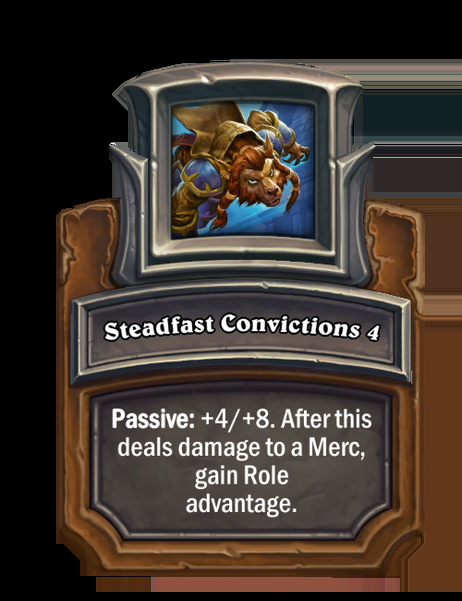 Steadfast Convictions 4
Passive: +4/+8. After this
deals damage to a Merc,
gain Role
advantage.